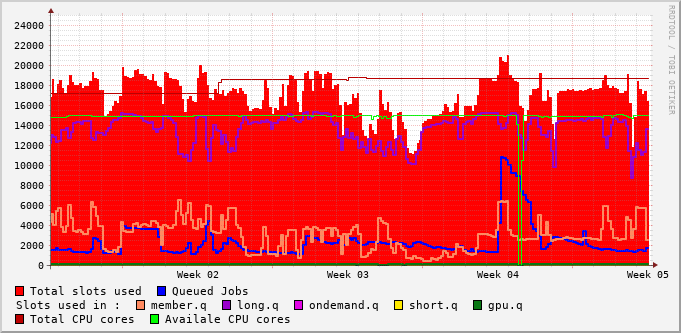 RRDTOOL / TOBI OETIKER
24000
22000
20000
18000
16000
14000
12000
10000
8000
6000
4000
2000
0
Week 02 Week 03 Week 04 Week 05
Total slots used Queued Jobs
Slots used in : member.q long.q ondemand.q short.q gpu.q
Total CPU cores Availale CPU cores